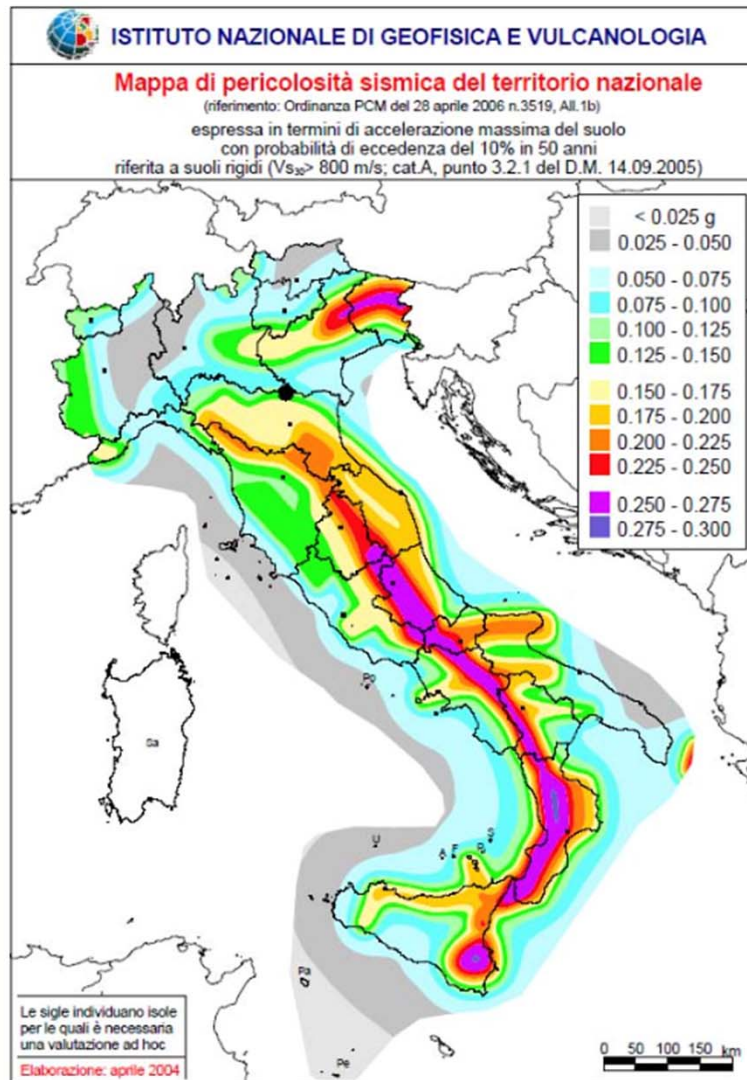 ISTITUTO NAZIONALE DI GEOFISICA E VULCANOLOGIA
Mappa di pericolosità sismica del territorio nazionale
(riferimento: Ordinanza PCM del 28 aprile 2006 n.3519, All.1b)
espressa in termini di accelerazione massima del suolo
con probabilità di eccedenza del 10% in 50 anni
riferita a suoli rigidi (Vs₃₀> 800 m/s; cat.A, punto 3.2.1 del D.M. 14.09.2005)
< 0.025 g
0.025 - 0.050
0.050 - 0.075
0.075 - 0.100
0.100 - 0.125
0.125 - 0.150
0.150 - 0.175
0.175 - 0.200
0.200 - 0.225
0.225 - 0.250
0.250 - 0.275
0.275 - 0.300
Po
Sa
U
A
F
S
Pe
Le sigle individuano isole
per le quali è necessaria
una valutazione ad hoc
Elaborazione: aprile 2004
0 50 100 150
km